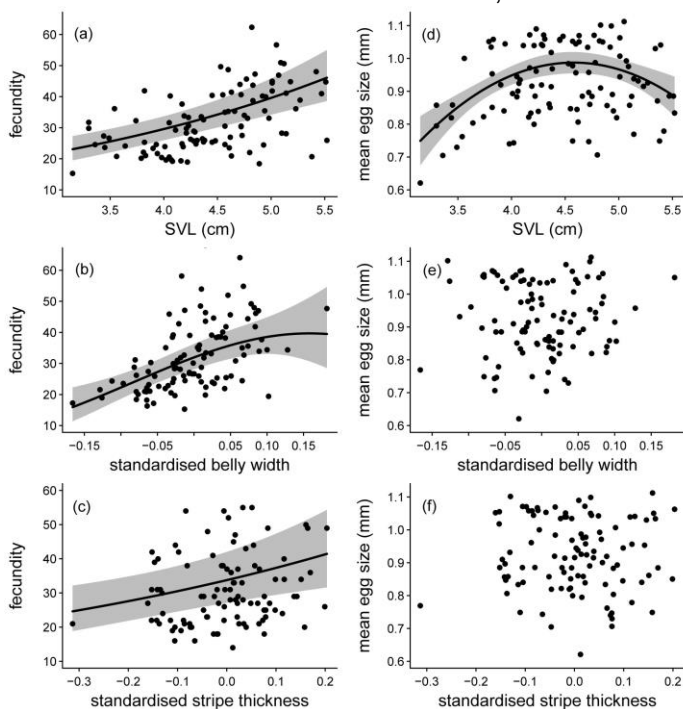 (a)
fecundity
60
50
40
30
20
10
3.5 4.0 4.5 5.0 5.5
SVL (cm)
(d)
mean egg size (mm)
1.1
1.0
0.9
0.8
0.7
0.6
3.5 4.0 4.5 5.0 5.5
SVL (cm)
(b)
fecundity
60
50
40
30
20
10
−0.15 −0.05 0.05 0.15
standardised belly width
(e)
mean egg size (mm)
1.1
1.0
0.9
0.8
0.7
0.6
−0.15 −0.05 0.05 0.15
standardised belly width
(c)
fecundity
60
50
40
30
20
10
−0.3 −0.2 −0.1 0.0 0.1 0.2
standardised stripe thickness
(f)
mean egg size (mm)
1.1
1.0
0.9
0.8
0.7
0.6
−0.3 −0.2 −0.1 0.0 0.1 0.2
standardised stripe thickness